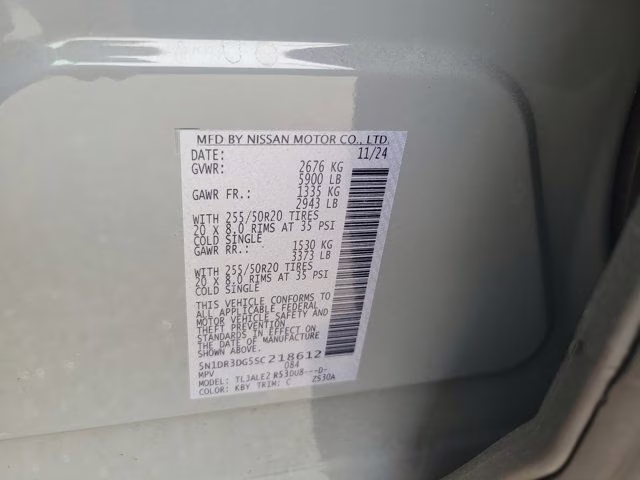 MFD BY NISSAN MOTOR CO., LTD.
DATE: 11/24
GVWR: 2676 KG
5900 LB
GAWR FR.: 1335 KG
2943 LB
WITH 255/50R20 TIRES
20 X 8.0 RIMS AT 35 PSI
COLD SINGLE
GAWR RR.: 1530 KG
3373 LB
WITH 255/50R20 TIRES
20 X 8.0 RIMS AT 35 PSI
COLD SINGLE
THIS VEHICLE CONFORMS TO
ALL APPLICABLE FEDERAL
MOTOR VEHICLE SAFETY AND
THEFT PREVENTION
STANDARDS IN EFFECT ON
THE DATE OF MANUFACTURE
SHOWN ABOVE.
5N1DR3DG5SC218612
MPV 084
MODEL: TLJALE2 R53DU8---D-
COLOR: KBY TRIM: C Z530A